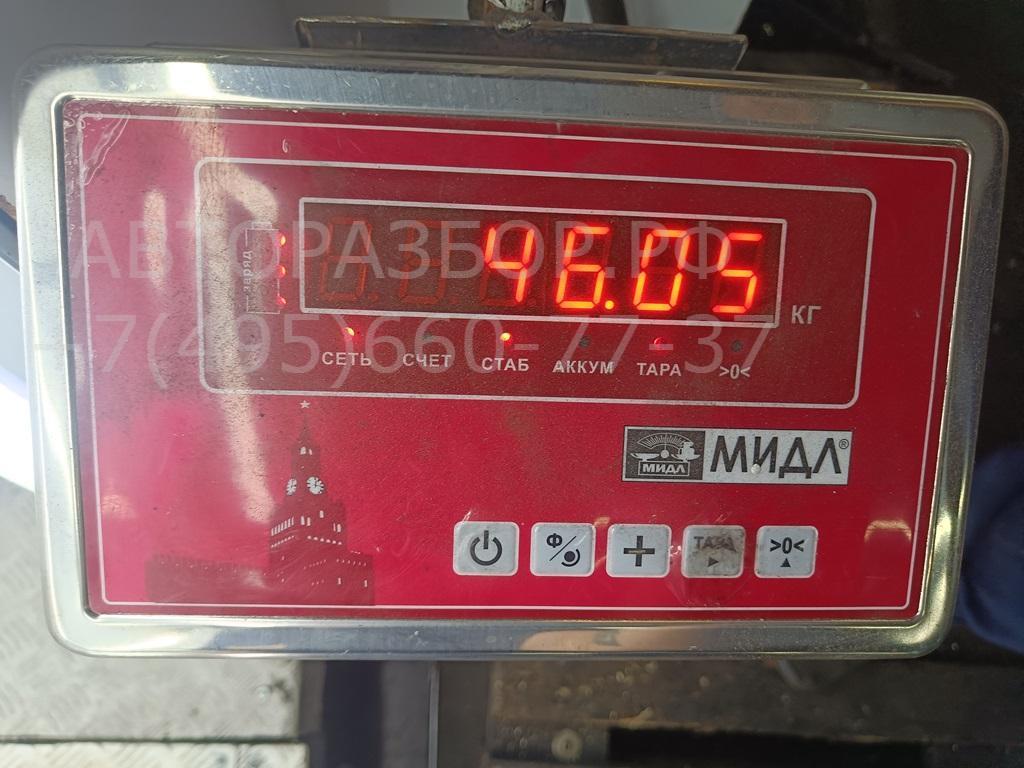 АВТОРАЗБОР.РФ
+7(495)660-77-37
заряд
46.05
КГ
СЕТЬ СЧЕТ СТАБ АККУМ ТАРА >0<
МИДЛ МИДЛ®
Ф ТАРА >0<